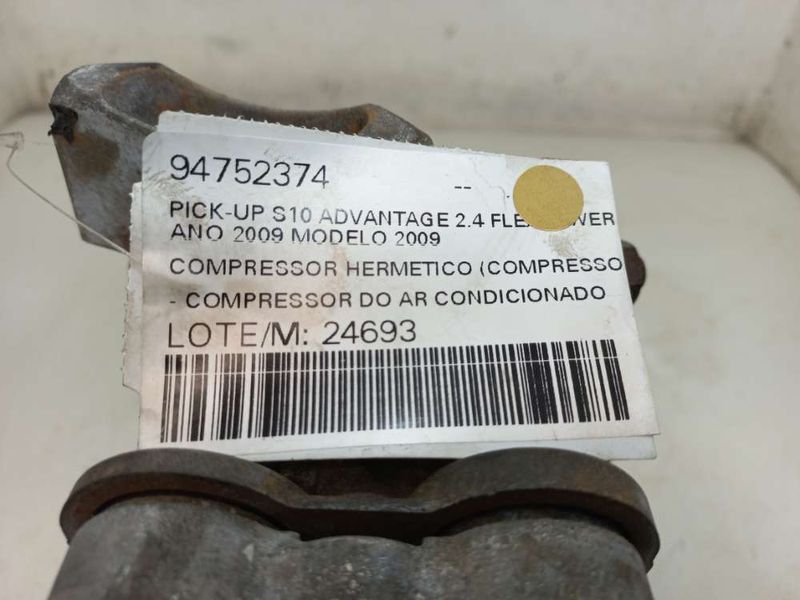 94752374 --
PICK-UP S10 ADVANTAGE 2.4
ANO 2009 MODELO 2009
COMPRESSOR HERMETICO (COMPRESSO
- COMPRESSOR DO AR CONDICIONADO
LOTE/M: 24693